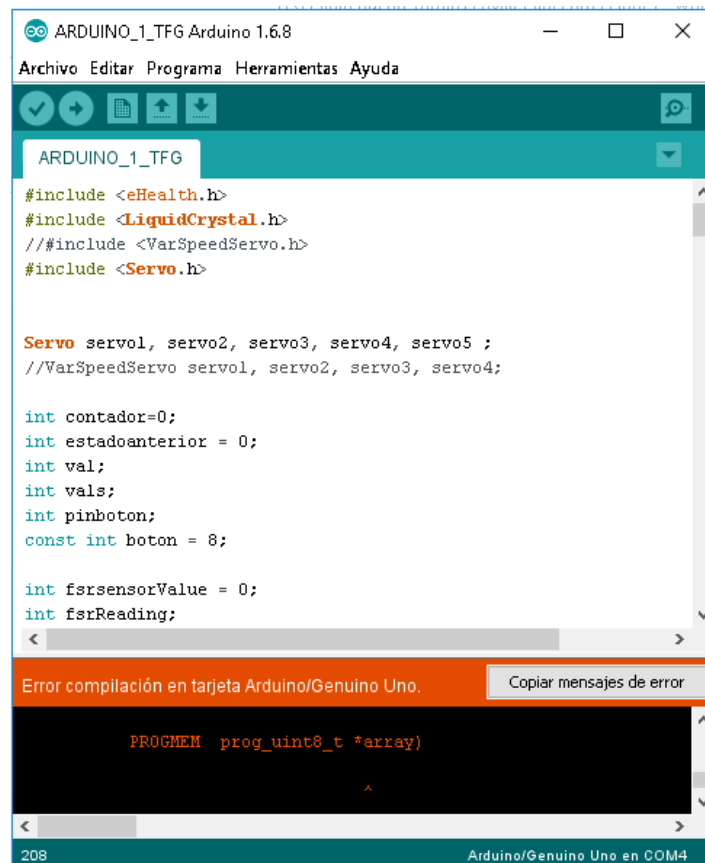 ARDUINO_1_TFG Arduino 1.6.8
Archivo Editar Programa Herramientas Ayuda
ARDUINO_1_TFG
#include <eHealth.h>
#include <LiquidCrystal.h>
//#include <VarSpeedServo.h>
#include <Servo.h>
Servo servo1, servo2, servo3, servo4, servo5 ;
//VarSpeedServo servo1, servo2, servo3, servo4;
int contador=0;
int estadoanterior = 0;
int val;
int vals;
int pinboton;
const int boton = 8;
int fsrsensorValue = 0;
int fsrReading;
Error compilación en tarjeta Arduino/Genuino Uno.
Copiar mensajes de error
PROGMEM  prog_uint8_t *array)
^
208
Arduino/Genuino Uno en COM4